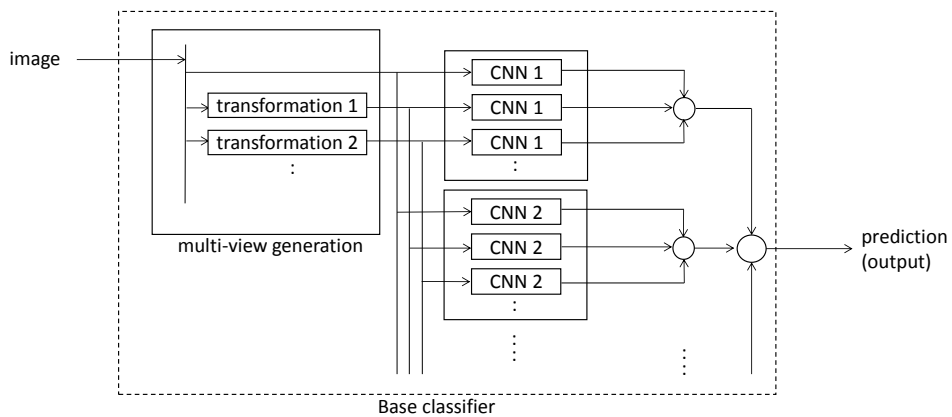 image
transformation 1
transformation 2
multi-view generation
CNN 1
CNN 1
CNN 1
CNN 2
CNN 2
CNN 2
prediction
(output)
Base classifier